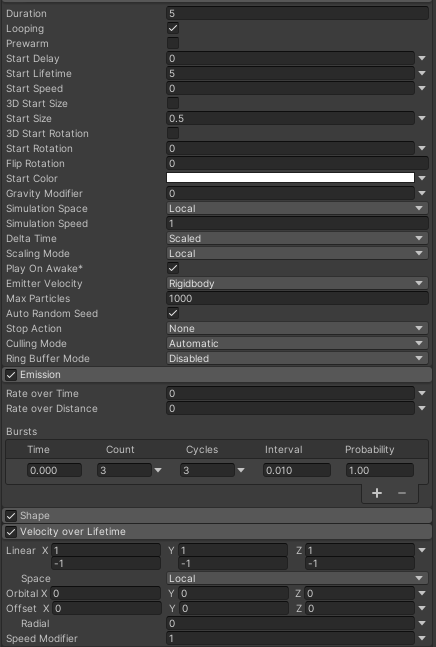 Duration 5
Looping
Prewarm
Start Delay 0
Start Lifetime 5
Start Speed 0
3D Start Size
Start Size 0.5
3D Start Rotation
Start Rotation 0
Flip Rotation 0
Start Color
Gravity Modifier 0
Simulation Space Local
Simulation Speed 1
Delta Time Scaled
Scaling Mode Local
Play On Awake*
Emitter Velocity Rigidbody
Max Particles 1000
Auto Random Seed
Stop Action None
Culling Mode Automatic
Ring Buffer Mode Disabled
Emission
Rate over Time 0
Rate over Distance 0
Bursts
Time Count Cycles Interval Probability
0.000 3 3 0.010 1.00
+ −
Shape
Velocity over Lifetime
Linear X 1 Y 1 Z 1
-1 -1 -1
Space Local
Orbital X 0 Y 0 Z 0
Offset X 0 Y 0 Z 0
Radial 0
Speed Modifier 1